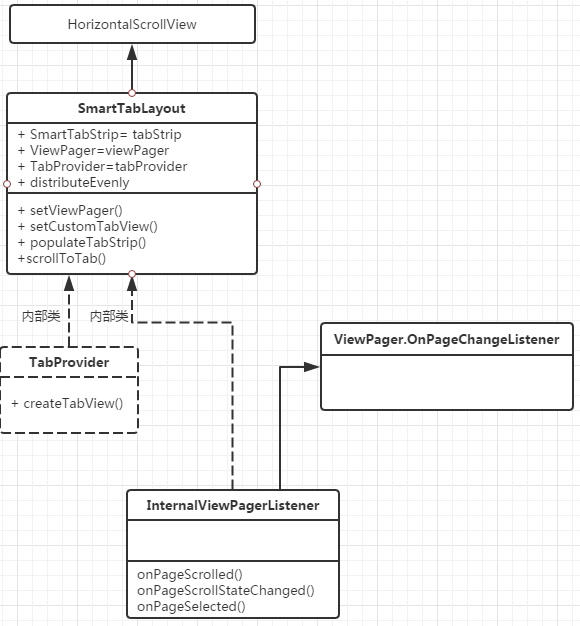 HorizontalScrollView
SmartTabLayout
+ SmartTabStrip= tabStrip
+ ViewPager=viewPager
+ TabProvider=tabProvider
+ distributeEvenly
+ setViewPager()
+ setCustomTabView()
+ populateTabStrip()
+scrollToTab()
内部类
内部类
TabProvider
+ createTabView()
ViewPager.OnPageChangeListener
InternalViewPagerListener
onPageScrolled()
onPageScrollStateChanged()
onPageSelected()